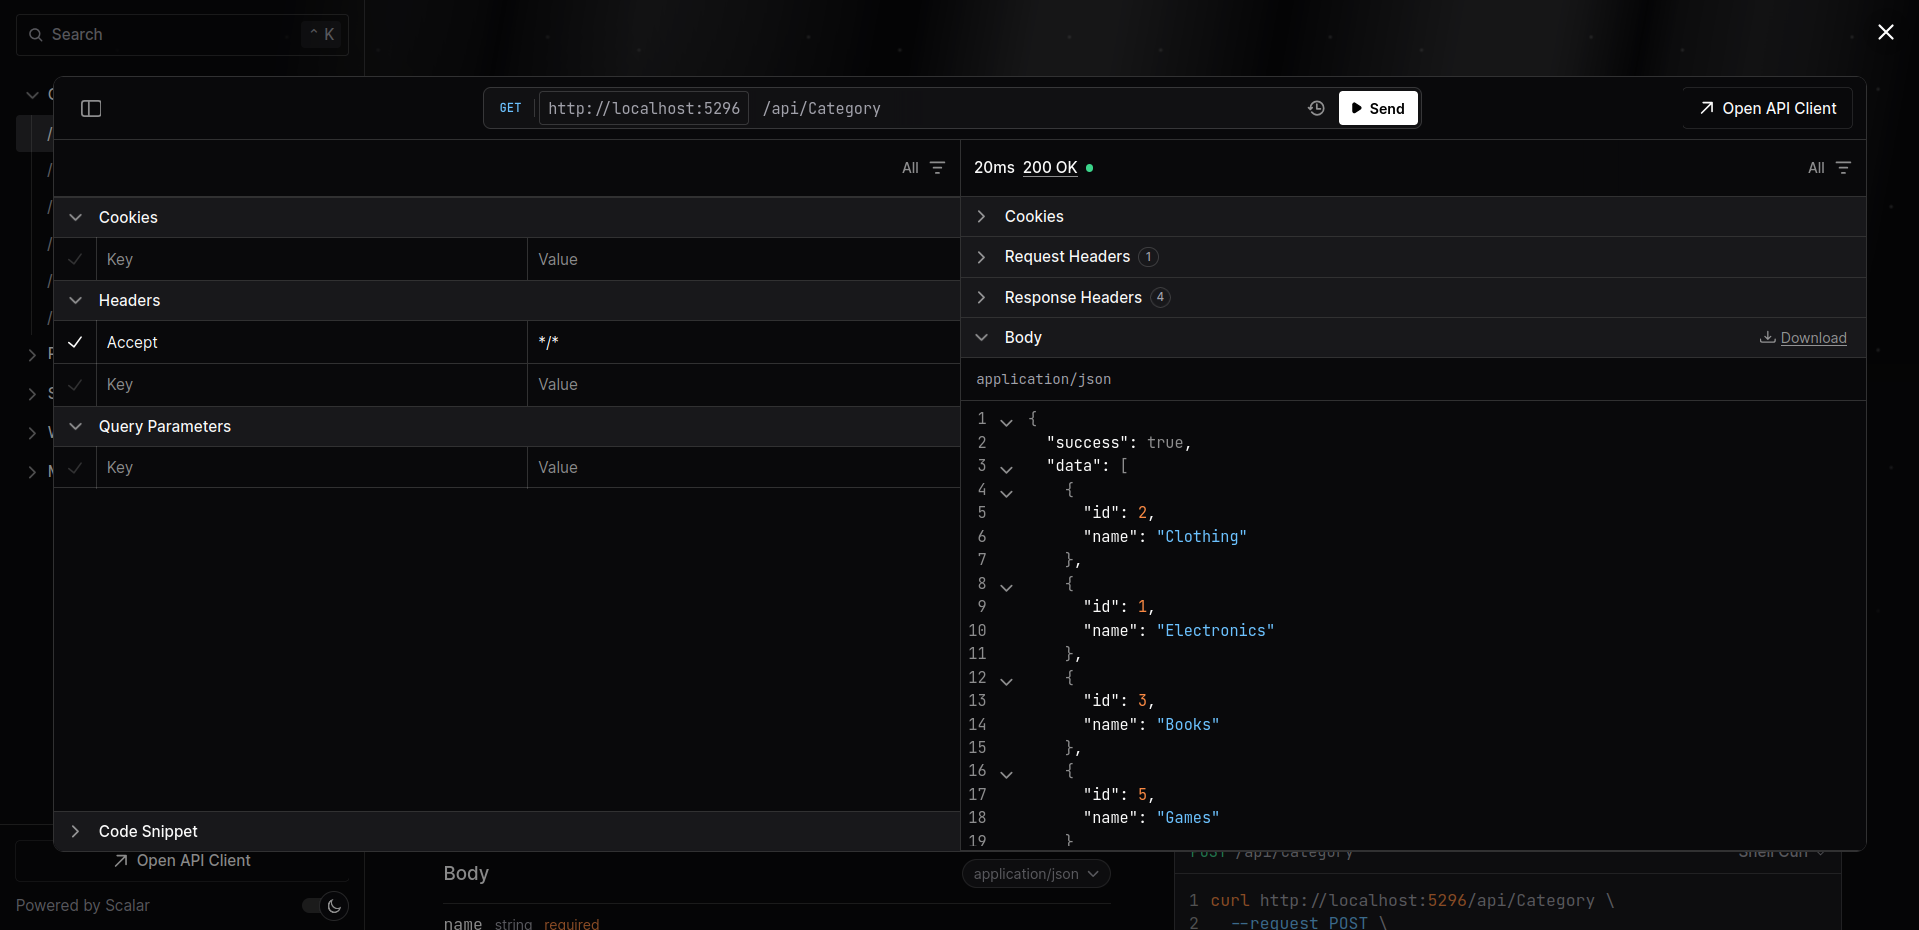 Search
⌃ K
GET http://localhost:5296 /api/Category
Send
Open API Client
All
20ms 200 OK
All
Cookies
Key Value
Headers
Accept */*
Key Value
Query Parameters
Key Value
Code Snippet
Cookies
Request Headers 1
Response Headers 4
Body
Download
application/json
1 {
2 "success": true,
3 "data": [
4 {
5 "id": 2,
6 "name": "Clothing"
7 },
8 {
9 "id": 1,
10 "name": "Electronics"
11 },
12 {
13 "id": 3,
14 "name": "Books"
15 },
16 {
17 "id": 5,
18 "name": "Games"
19 }
Open API Client
Powered by Scalar
Body
application/json
name string required
POST /api/category
Shell Curl
1 curl http://localhost:5296/api/Category \
2 --request POST \